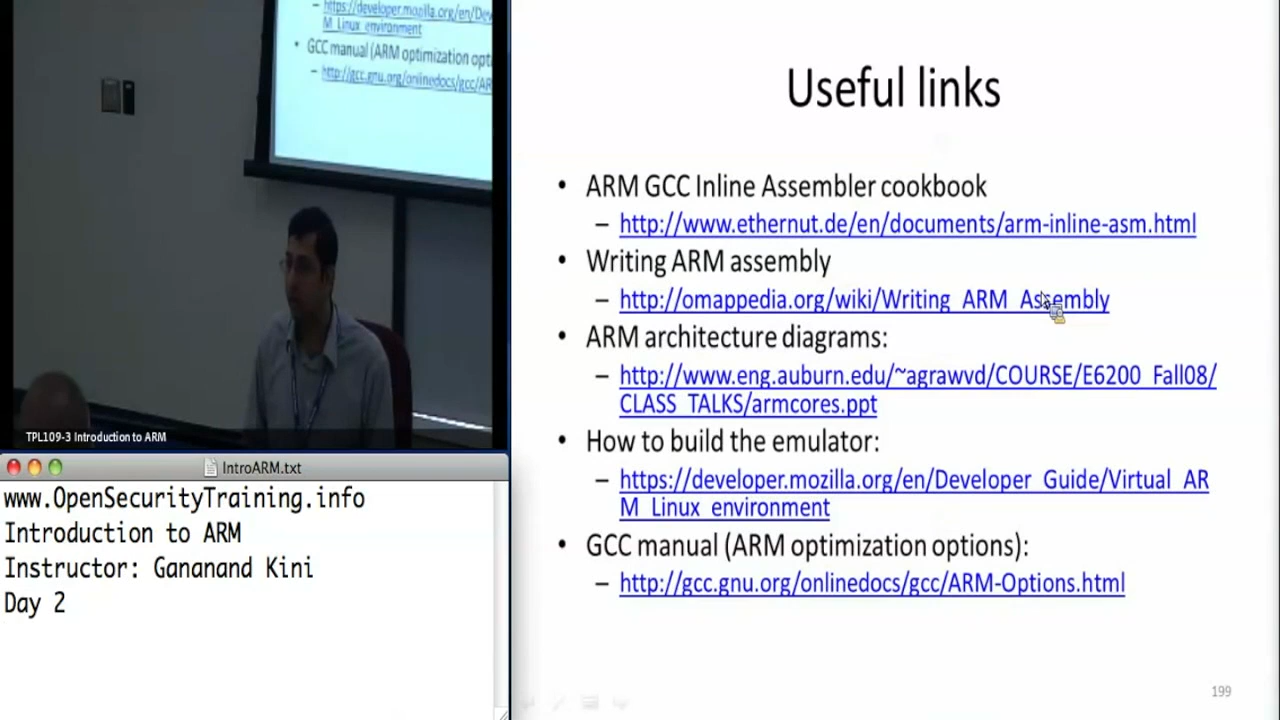 https://developer.mozilla.org/en/Dev
M_Linux_environment
• GCC manual (ARM optimization opti
– http://gcc.gnu.org/onlinedocs/gcc/AR
TPL109-3 Introduction to ARM
IntroARM.txt
www.OpenSecurityTraining.info
Introduction to ARM
Instructor: Gananand Kini
Day 2
Useful links
• ARM GCC Inline Assembler cookbook
– http://www.ethernut.de/en/documents/arm-inline-asm.html
• Writing ARM assembly
– http://omappedia.org/wiki/Writing_ARM_Assembly
• ARM architecture diagrams:
– http://www.eng.auburn.edu/~agrawvd/COURSE/E6200_Fall08/
CLASS_TALKS/armcores.ppt
• How to build the emulator:
– https://developer.mozilla.org/en/Developer_Guide/Virtual_AR
M_Linux_environment
• GCC manual (ARM optimization options):
– http://gcc.gnu.org/onlinedocs/gcc/ARM-Options.html
199